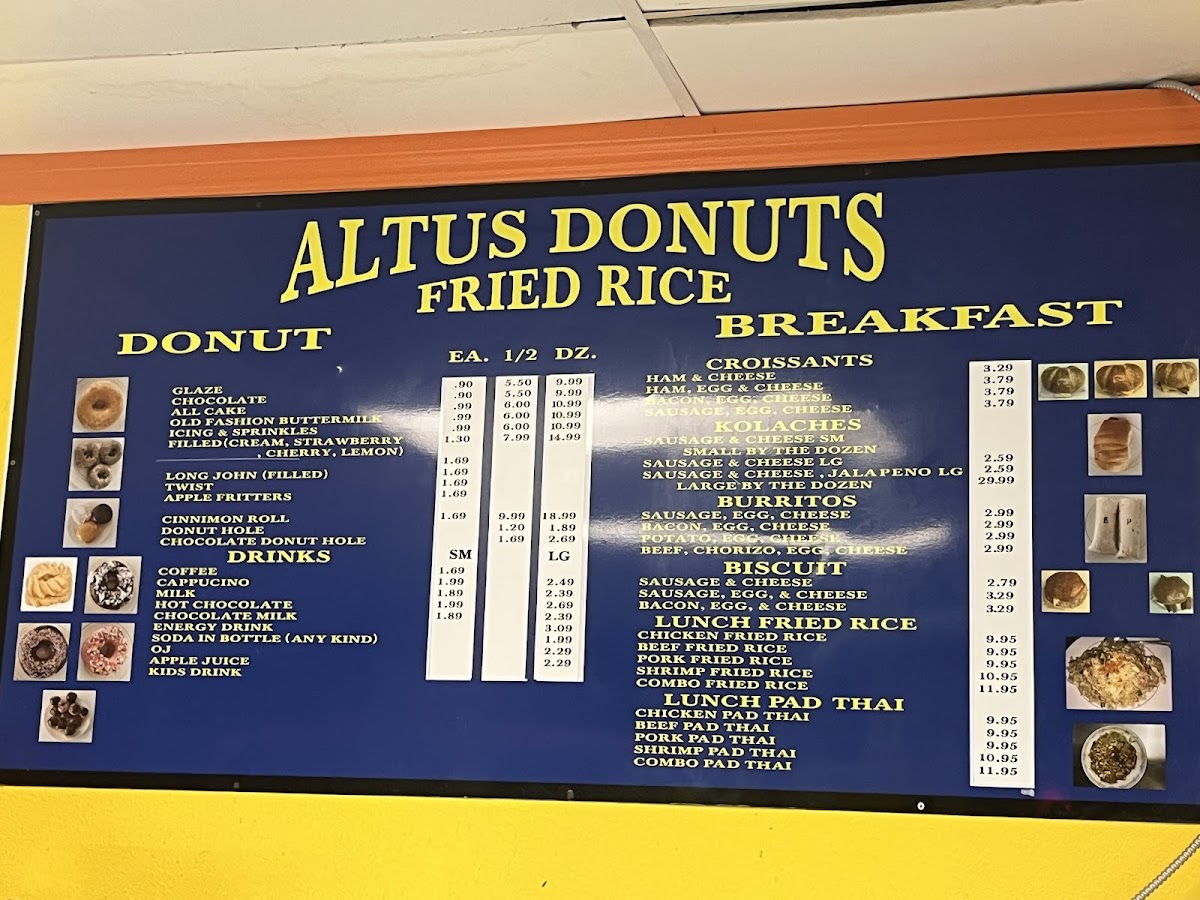 ALTUS DONUTS
FRIED RICE
DONUT
EA. 1/2 DZ.
GLAZE .90 5.50 9.99
CHOCOLATE .90 5.50 9.99
ALL CAKE .99 6.00 10.99
OLD FASHION BUTTERMILK .99 6.00 10.99
ICING & SPRINKLES .99 6.00 10.99
FILLED(CREAM, STRAWBERRY 1.30 7.99 14.99
, CHERRY, LEMON)
1.69
LONG JOHN (FILLED) 1.69
TWIST 1.69
APPLE FRITTERS 1.69
CINNIMON ROLL 1.69 9.99 18.99
DONUT HOLE 1.20 1.89
CHOCOLATE DONUT HOLE 1.69 2.69
DRINKS SM LG
COFFEE 1.69
CAPPUCINO 1.99 2.49
MILK 1.89 2.39
HOT CHOCOLATE 1.99 2.69
CHOCOLATE MILK 1.89 2.39
ENERGY DRINK 3.09
SODA IN BOTTLE (ANY KIND) 1.99
OJ 2.29
APPLE JUICE 2.29
KIDS DRINK
BREAKFAST
CROISSANTS
HAM & CHEESE 3.29
HAM, EGG & CHEESE 3.79
BACON, EGG, CHEESE 3.79
SAUSAGE, EGG, CHEESE 3.79
KOLACHES
SAUSAGE & CHEESE SM
SMALL BY THE DOZEN
SAUSAGE & CHEESE LG 2.59
SAUSAGE & CHEESE , JALAPENO LG 2.59
LARGE BY THE DOZEN 29.99
BURRITOS
SAUSAGE, EGG, CHEESE 2.99
BACON, EGG, CHEESE 2.99
POTATO, EGG, CHEESE 2.99
BEEF, CHORIZO, EGG, CHEESE 2.99
BISCUIT
SAUSAGE & CHEESE 2.79
SAUSAGE, EGG, & CHEESE 3.29
BACON, EGG, & CHEESE 3.29
LUNCH FRIED RICE
CHICKEN FRIED RICE 9.95
BEEF FRIED RICE 9.95
PORK FRIED RICE 9.95
SHRIMP FRIED RICE 10.95
COMBO FRIED RICE 11.95
LUNCH PAD THAI
CHICKEN PAD THAI 9.95
BEEF PAD THAI 9.95
PORK PAD THAI 9.95
SHRIMP PAD THAI 10.95
COMBO PAD THAI 11.95